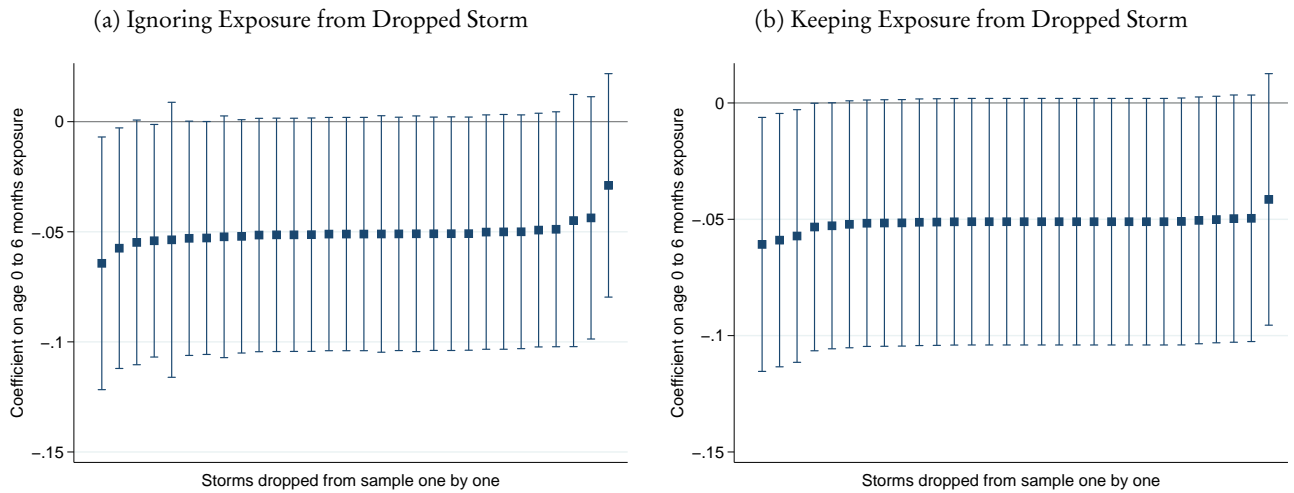 (a) Ignoring Exposure from Dropped Storm
Coefficient on age 0 to 6 months exposure
0
−.05
−.1
−.15
Storms dropped from sample one by one
(b) Keeping Exposure from Dropped Storm
Coefficient on age 0 to 6 months exposure
0
−.05
−.1
−.15
Storms dropped from sample one by one